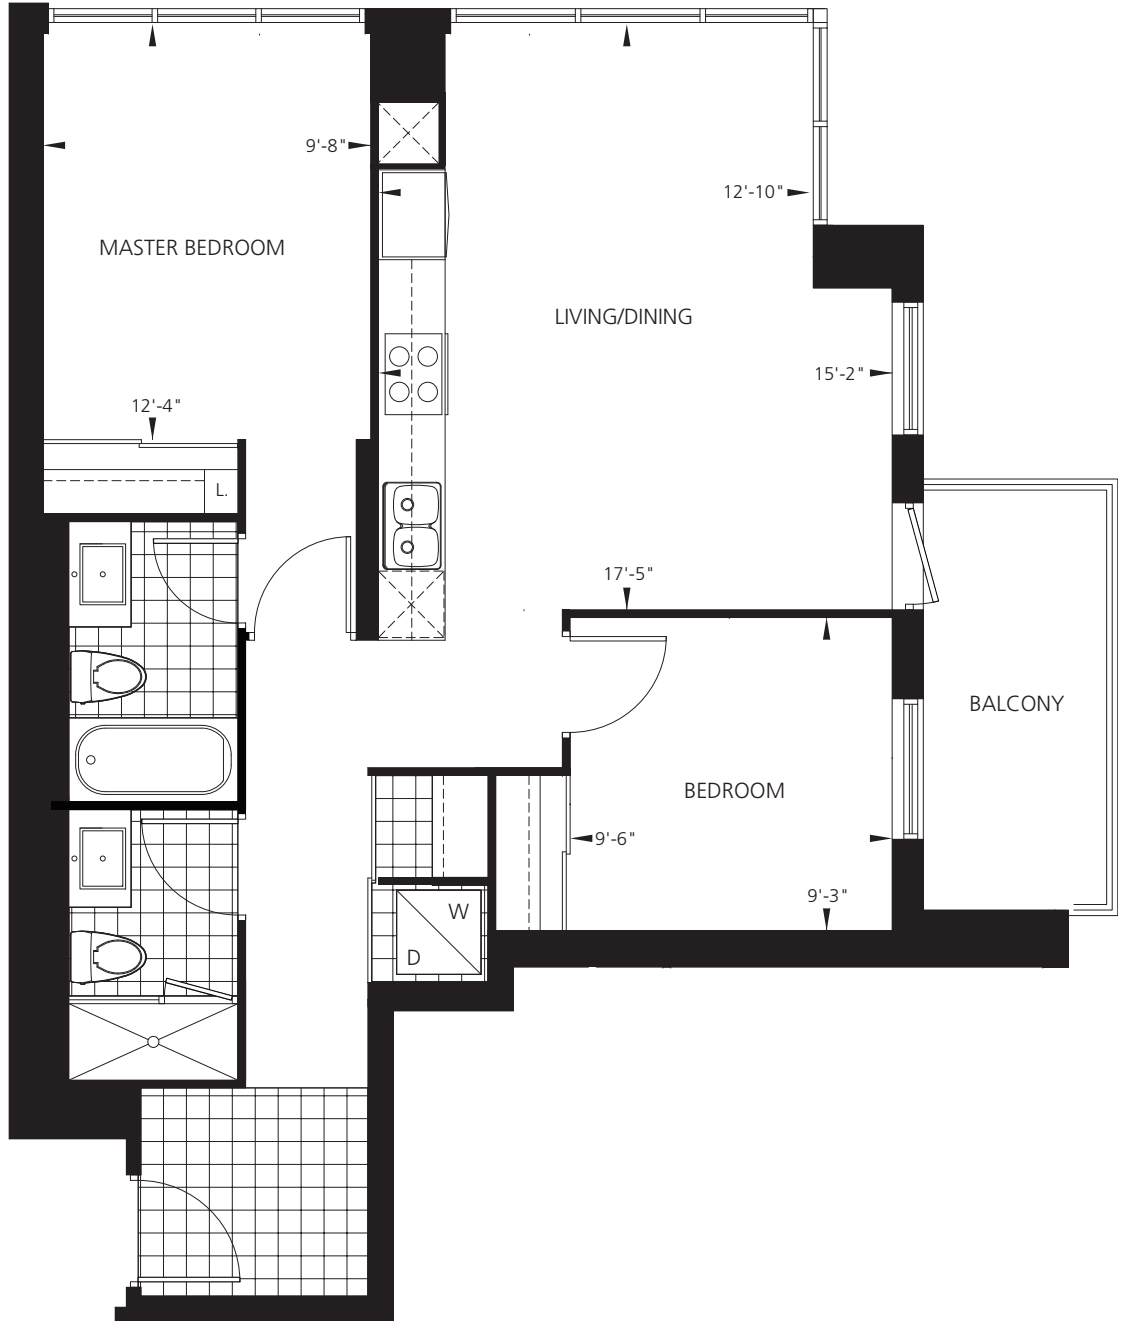 9'-8"
12'-10"
MASTER BEDROOM
LIVING/DINING
15'-2"
12'-4"
L.
17'-5"
BALCONY
BEDROOM
9'-6"
9'-3"
W
D